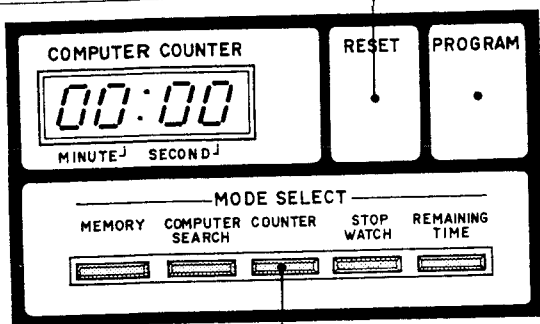 COMPUTER COUNTER
00:00
MINUTE SECOND
RESET
PROGRAM
MODE SELECT
MEMORY
COMPUTER SEARCH
COUNTER
STOP WATCH
REMAINING TIME